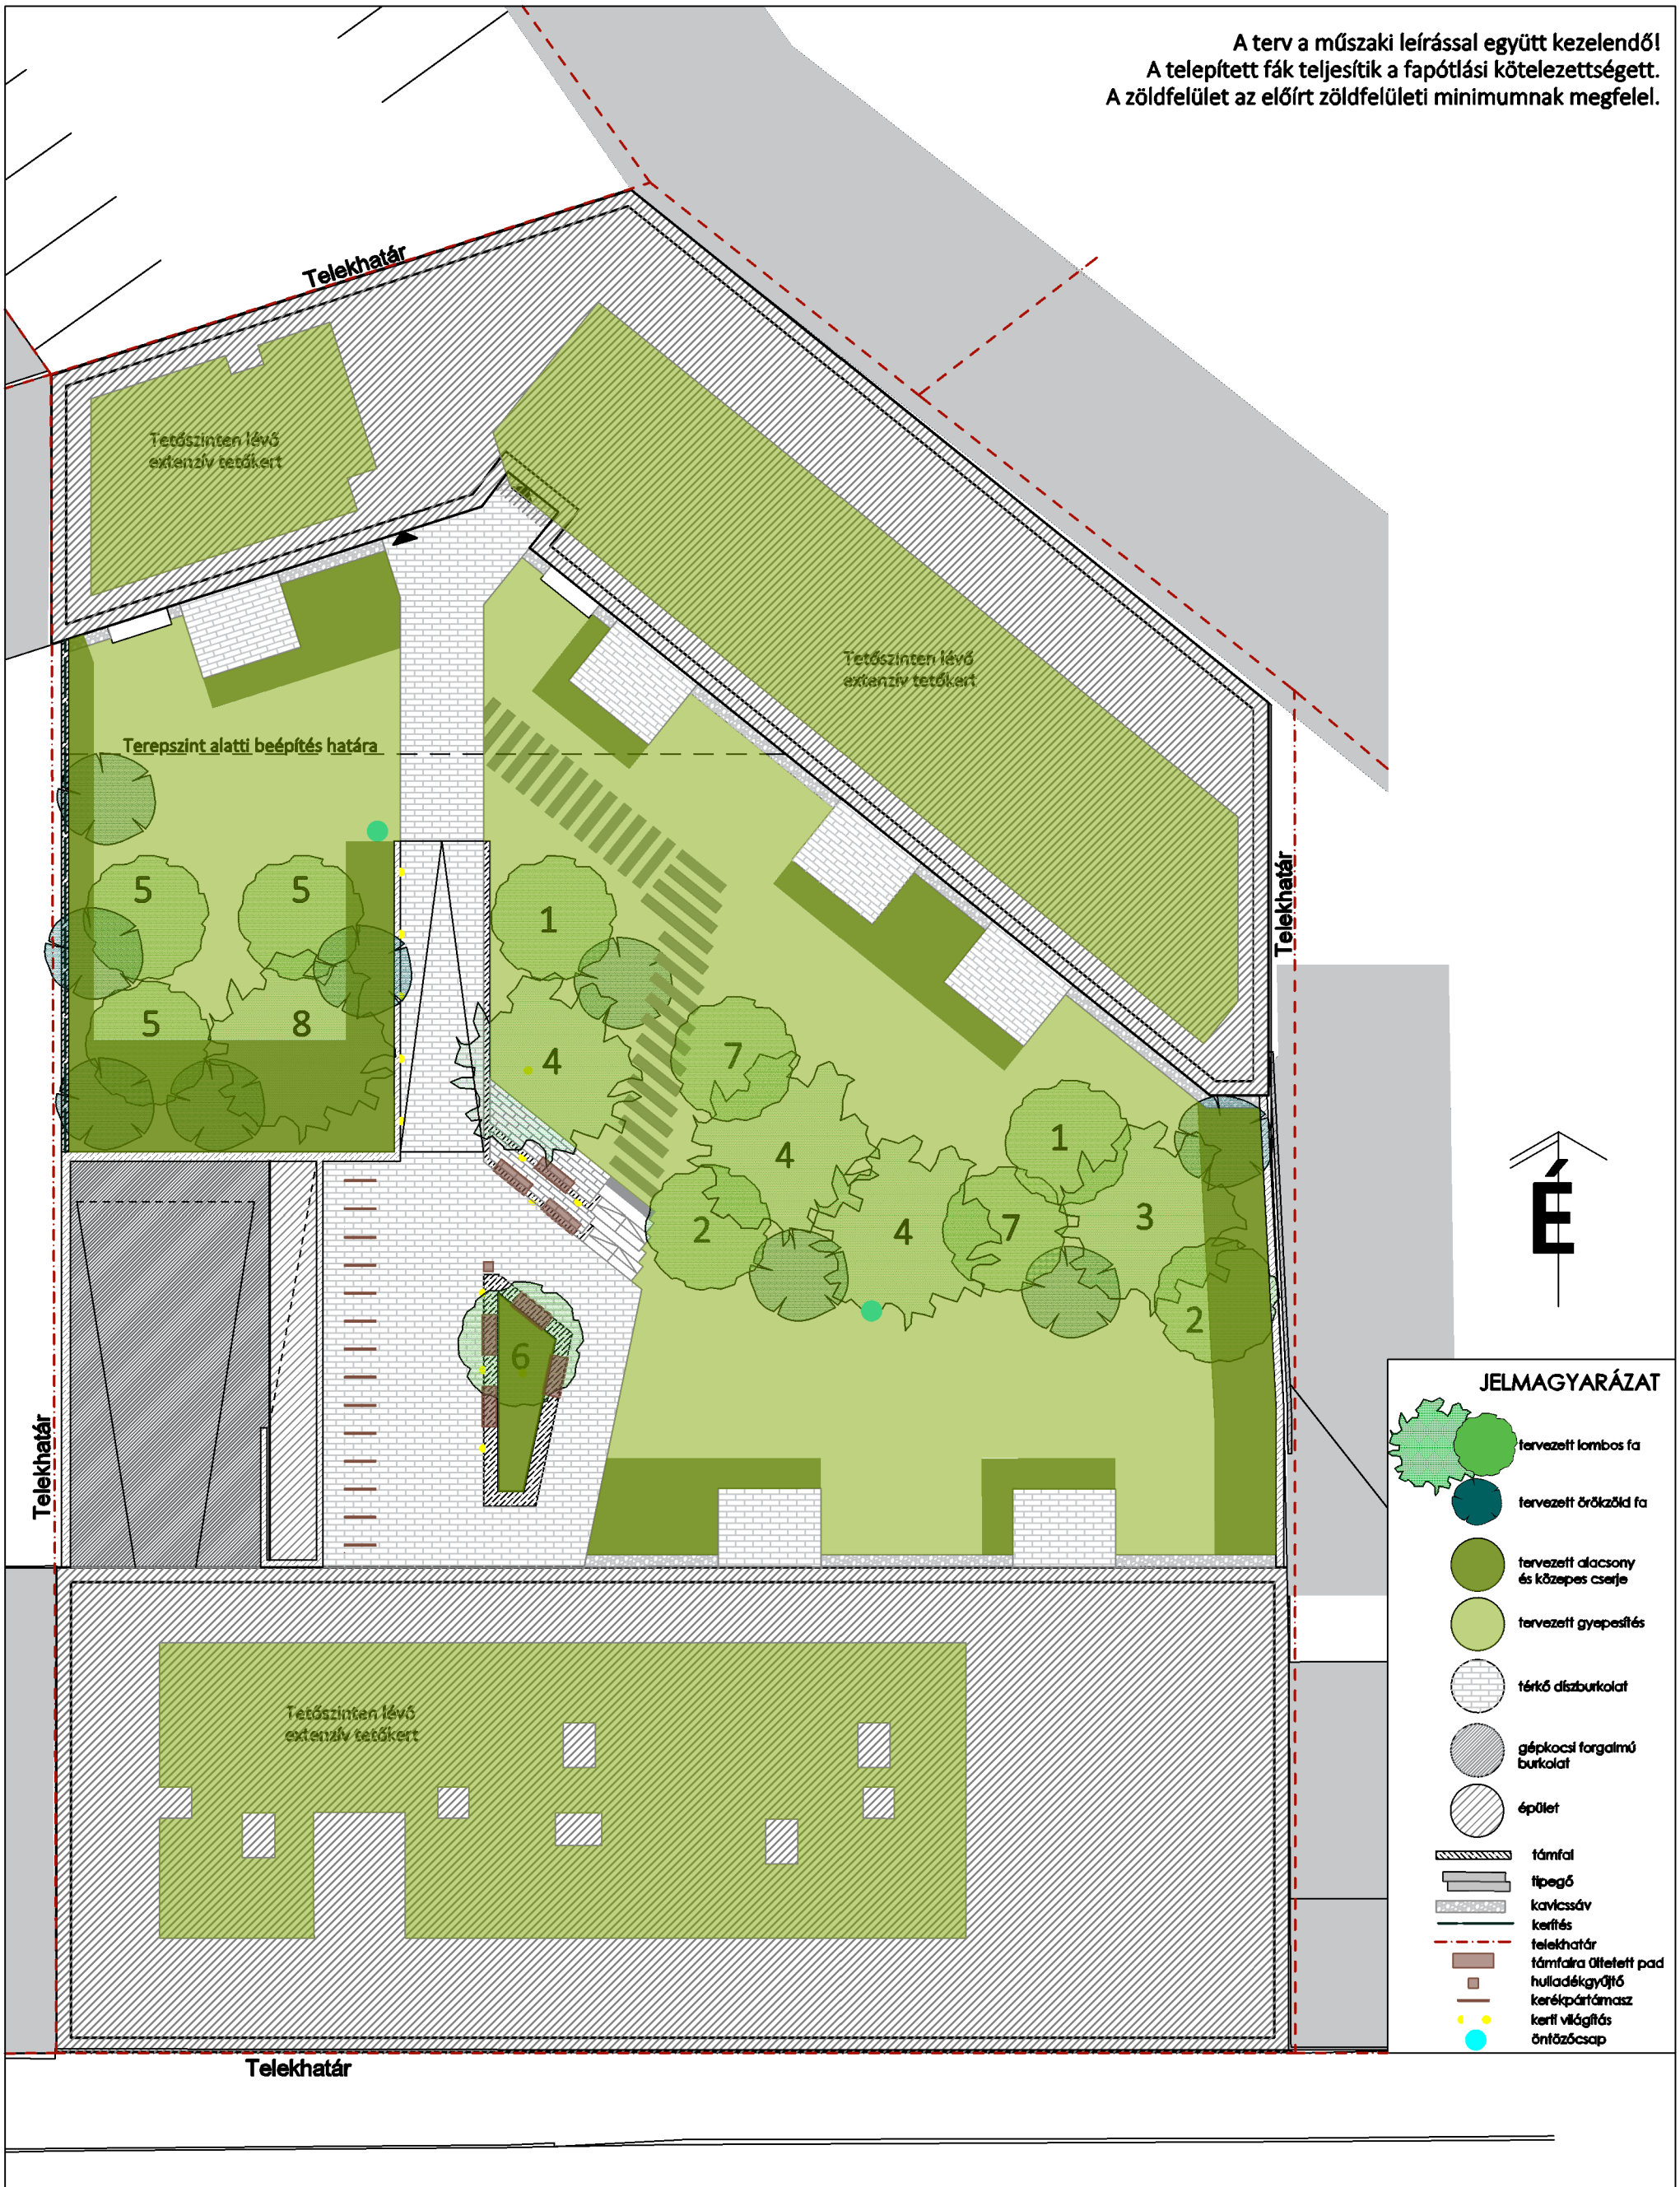 A terv a műszaki leírással együtt kezelendő!
A telepített fák teljesítik a fapótlási kötelezettségett.
A zöldfelület az előírt zöldfelületi minimumnak megfelel.
Telekhatár
Tetőszinten lévő
extenzív tetőkert
Tetőszinten lévő
extenzív tetőkert
Terepszint alatti beépítés határa
Telekhatár
5
5
1
5
8
4
7
4
1
2
4
7
3
2
6
É
Telekhatár
Tetőszinten lévő
extenzív tetőkert
Telekhatár
JELMAGYARÁZAT
tervezett lombos fa
tervezett örökzöld fa
tervezett alacsony
és közepes cserje
tervezett gyepesítés
térkő díszburkolat
gépkocsi forgalmú
burkolat
épület
támfal
tipegő
kavicssáv
kerítés
telekhatár
támfalra ültetett pad
hulladékgyűjtő
kerékpártámasz
kerti világítás
öntözőcsap